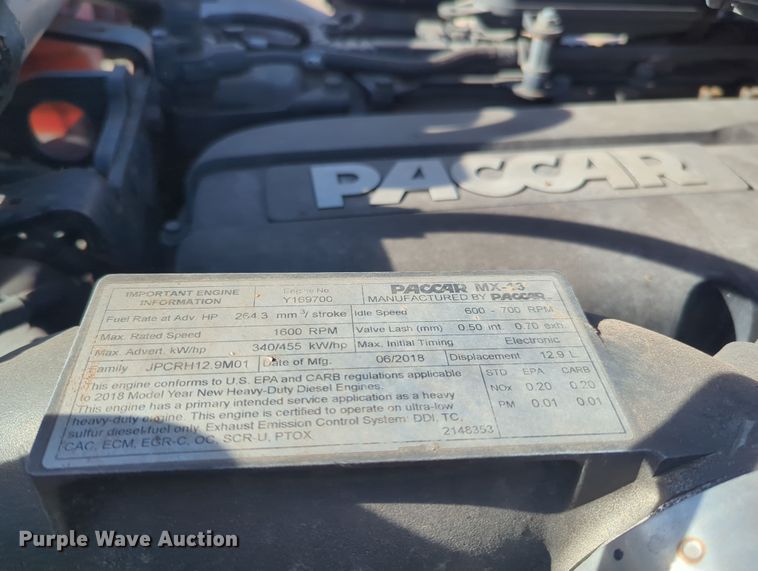 PACCAR
IMPORTANT ENGINE INFORMATION
Engine No
Y169700
PACCAR MX-13
MANUFACTURED BY PACCAR
Fuel Rate at Adv. HP 264.3 mm³/stroke
Idle Speed 600 - 700 RPM
Max. Rated Speed 1600 RPM
Valve Lash (mm) 0.50 int. 0.70 exh.
Max. Advert. kW/hp 340/455 kW/hp
Max. Initial Timing Electronic
Family JPCRH12.9M01
Date of Mfg. 06/2018
Displacement 12.9 L
This engine conforms to U.S. EPA and CARB regulations applicable
to 2018 Model Year New Heavy-Duty Diesel Engines.
This engine has a primary intended service application as a heavy
heavy-duty engine. This engine is certified to operate on ultra-low
sulfur diesel fuel only. Exhaust Emission Control System: DDI, TC,
CAC, ECM, EGR-C, OC, SCR-U, PTOX
2148353
STD EPA CARB
NOx 0.20 0.20
PM 0.01 0.01
Purple Wave Auction